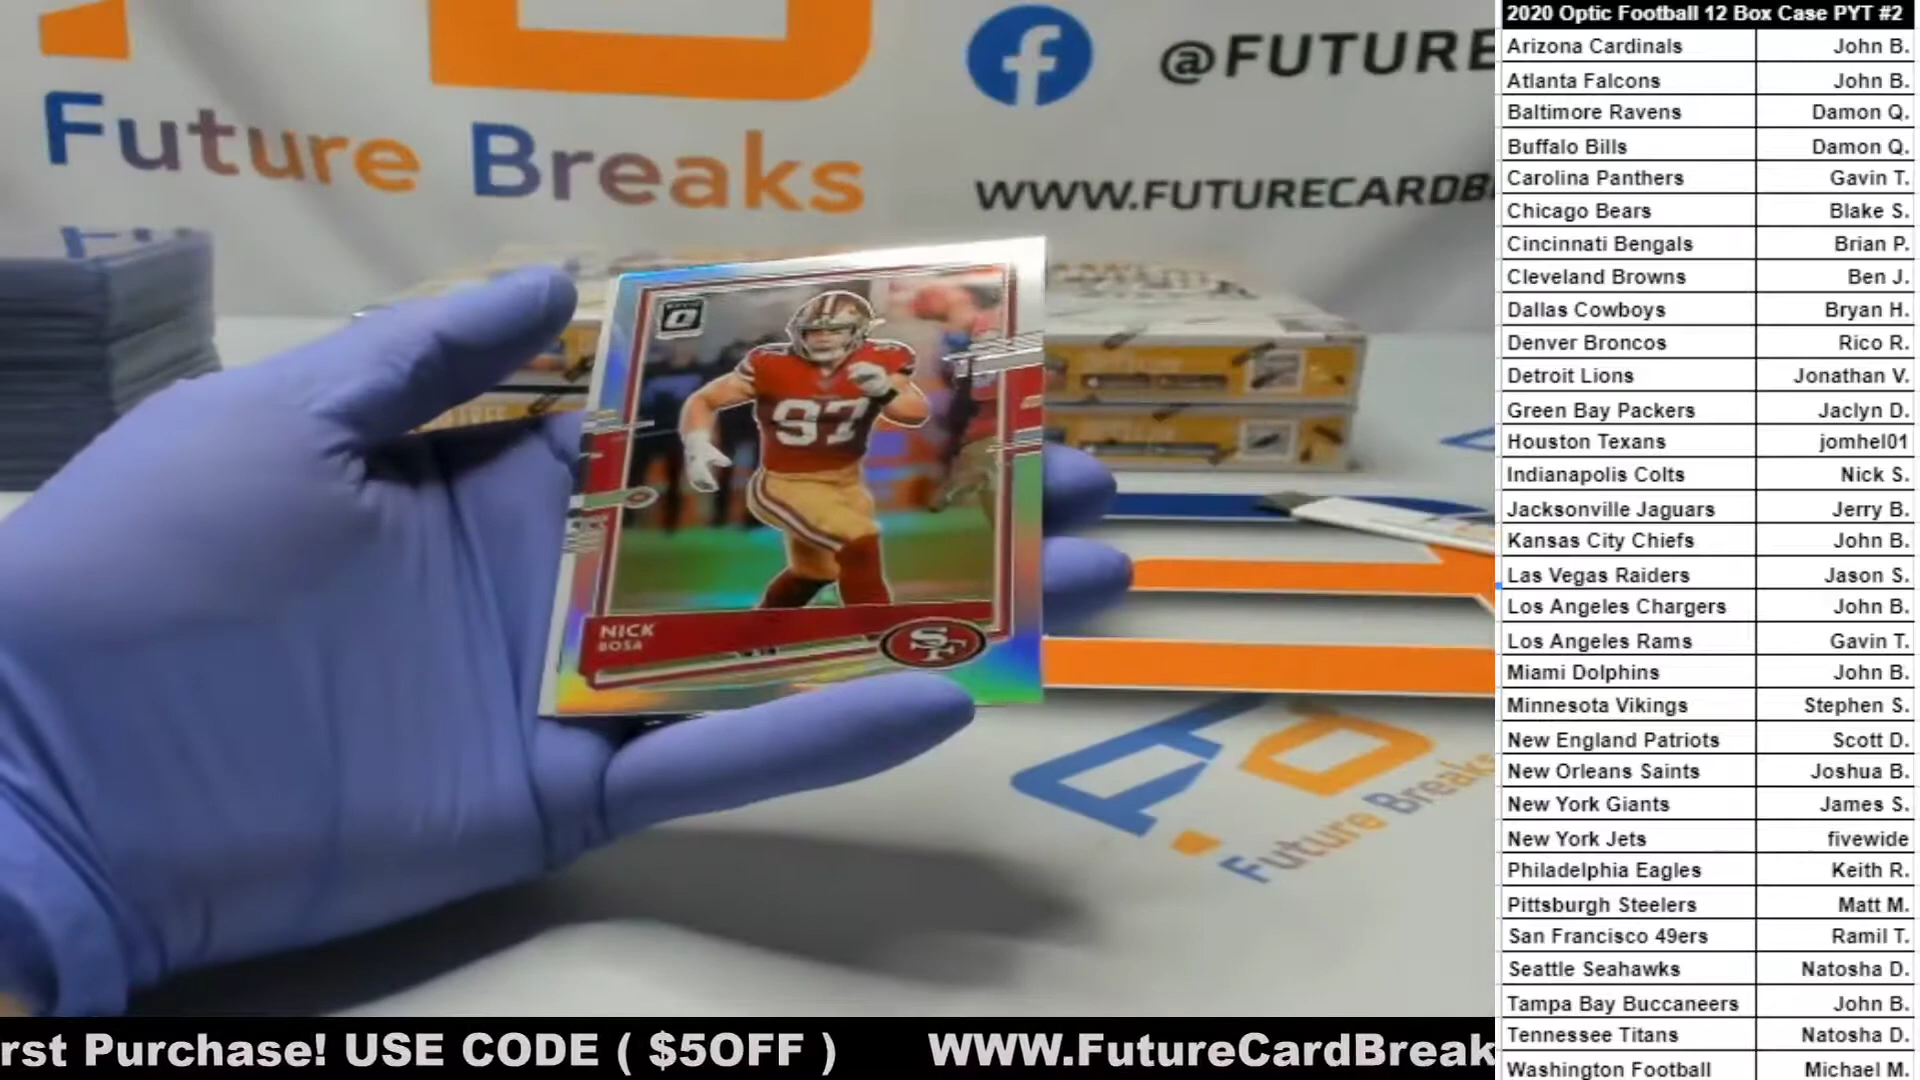 Future Breaks
@FUTURE
WWW.FUTURECARDB
97
NICK
BOSA
SF
Future Breaks
rst Purchase! USE CODE ( $5OFF )
WWW.FutureCardBreak
2020 Optic Football 12 Box Case PYT #2
Arizona Cardinals John B.
Atlanta Falcons John B.
Baltimore Ravens Damon Q.
Buffalo Bills Damon Q.
Carolina Panthers Gavin T.
Chicago Bears Blake S.
Cincinnati Bengals Brian P.
Cleveland Browns Ben J.
Dallas Cowboys Bryan H.
Denver Broncos Rico R.
Detroit Lions Jonathan V.
Green Bay Packers Jaclyn D.
Houston Texans jomhel01
Indianapolis Colts Nick S.
Jacksonville Jaguars Jerry B.
Kansas City Chiefs John B.
Las Vegas Raiders Jason S.
Los Angeles Chargers John B.
Los Angeles Rams Gavin T.
Miami Dolphins John B.
Minnesota Vikings Stephen S.
New England Patriots Scott D.
New Orleans Saints Joshua B.
New York Giants James S.
New York Jets fivewide
Philadelphia Eagles Keith R.
Pittsburgh Steelers Matt M.
San Francisco 49ers Ramil T.
Seattle Seahawks Natosha D.
Tampa Bay Buccaneers John B.
Tennessee Titans Natosha D.
Washington Football Michael M.